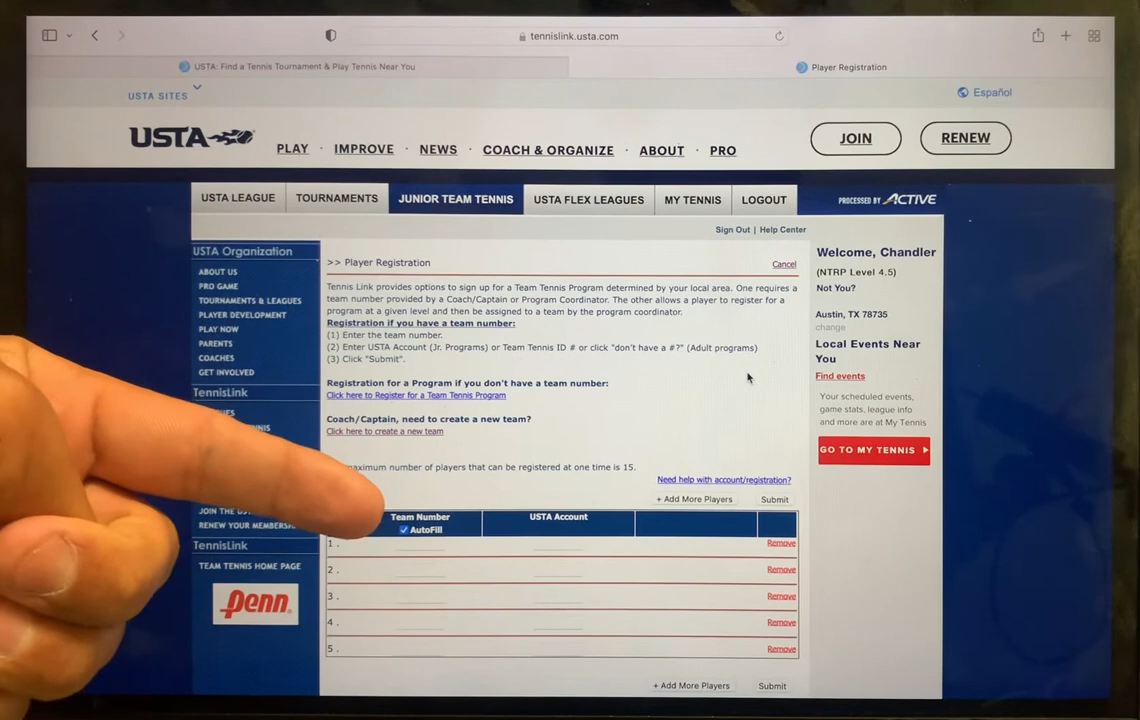 tennislink.usta.com
USTA: Find a Tennis Tournament & Play Tennis Near You
Player Registration
USTA SITES
Español
USTA
PLAY · IMPROVE · NEWS · COACH & ORGANIZE · ABOUT · PRO
JOIN
RENEW
USTA LEAGUE
TOURNAMENTS
JUNIOR TEAM TENNIS
USTA FLEX LEAGUES
MY TENNIS
LOGOUT
PROCESSED BY ACTIVE
Sign Out | Help Center
USTA Organization
ABOUT US
PRO GAME
TOURNAMENTS & LEAGUES
PLAYER DEVELOPMENT
PLAY NOW
PARENTS
COACHES
GET INVOLVED
TennisLink
RENEW YOUR
TennisLink
TEAM TENNIS HOME PAGE
Penn
>> Player Registration
Cancel
Tennis Link provides options to sign up for a Team Tennis Program determined by your local area. One requires a
team number provided by a Coach/Captain or Program Coordinator. The other allows a player to register for a
program at a given level and then be assigned to a team by the program coordinator.
Registration if you have a team number:
(1) Enter the team number.
(2) Enter USTA Account (Jr. Programs) or Team Tennis ID # or click "don't have a #?" (Adult programs)
(3) Click "Submit".
Registration for a Program if you don't have a team number:
Click here to Register for a Team Tennis Program
Coach/Captain, need to create a new team?
Click here to create a new team
number of players that can be registered at one time is 15.
Need help with account/registration?
+ Add More Players
Submit
Team Number
AutoFill
USTA Account
1 .
Remove
2 .
Remove
3 .
Remove
4 .
Remove
5 .
Remove
+ Add More Players
Submit
Welcome, Chandler
(NTRP Level 4.5)
Not You?
Austin, TX 78735
change
Local Events Near
You
Find events
Your scheduled events,
game stats, league info
and more are at My Tennis
GO TO MY TENNIS